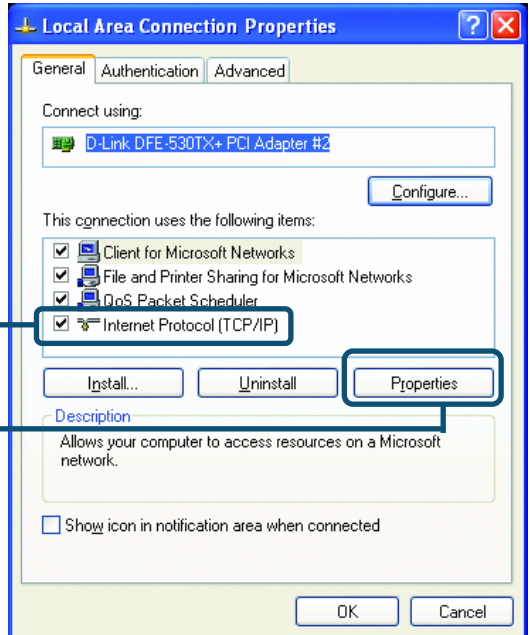 Local Area Connection Properties
General Authentication Advanced
Connect using:
D-Link DFE-530TX+ PCI Adapter #2
Configure...
This connection uses the following items:
Client for Microsoft Networks
File and Printer Sharing for Microsoft Networks
QoS Packet Scheduler
Internet Protocol (TCP/IP)
Install... Uninstall Properties
Description
Allows your computer to access resources on a Microsoft
network.
Show icon in notification area when connected
OK Cancel